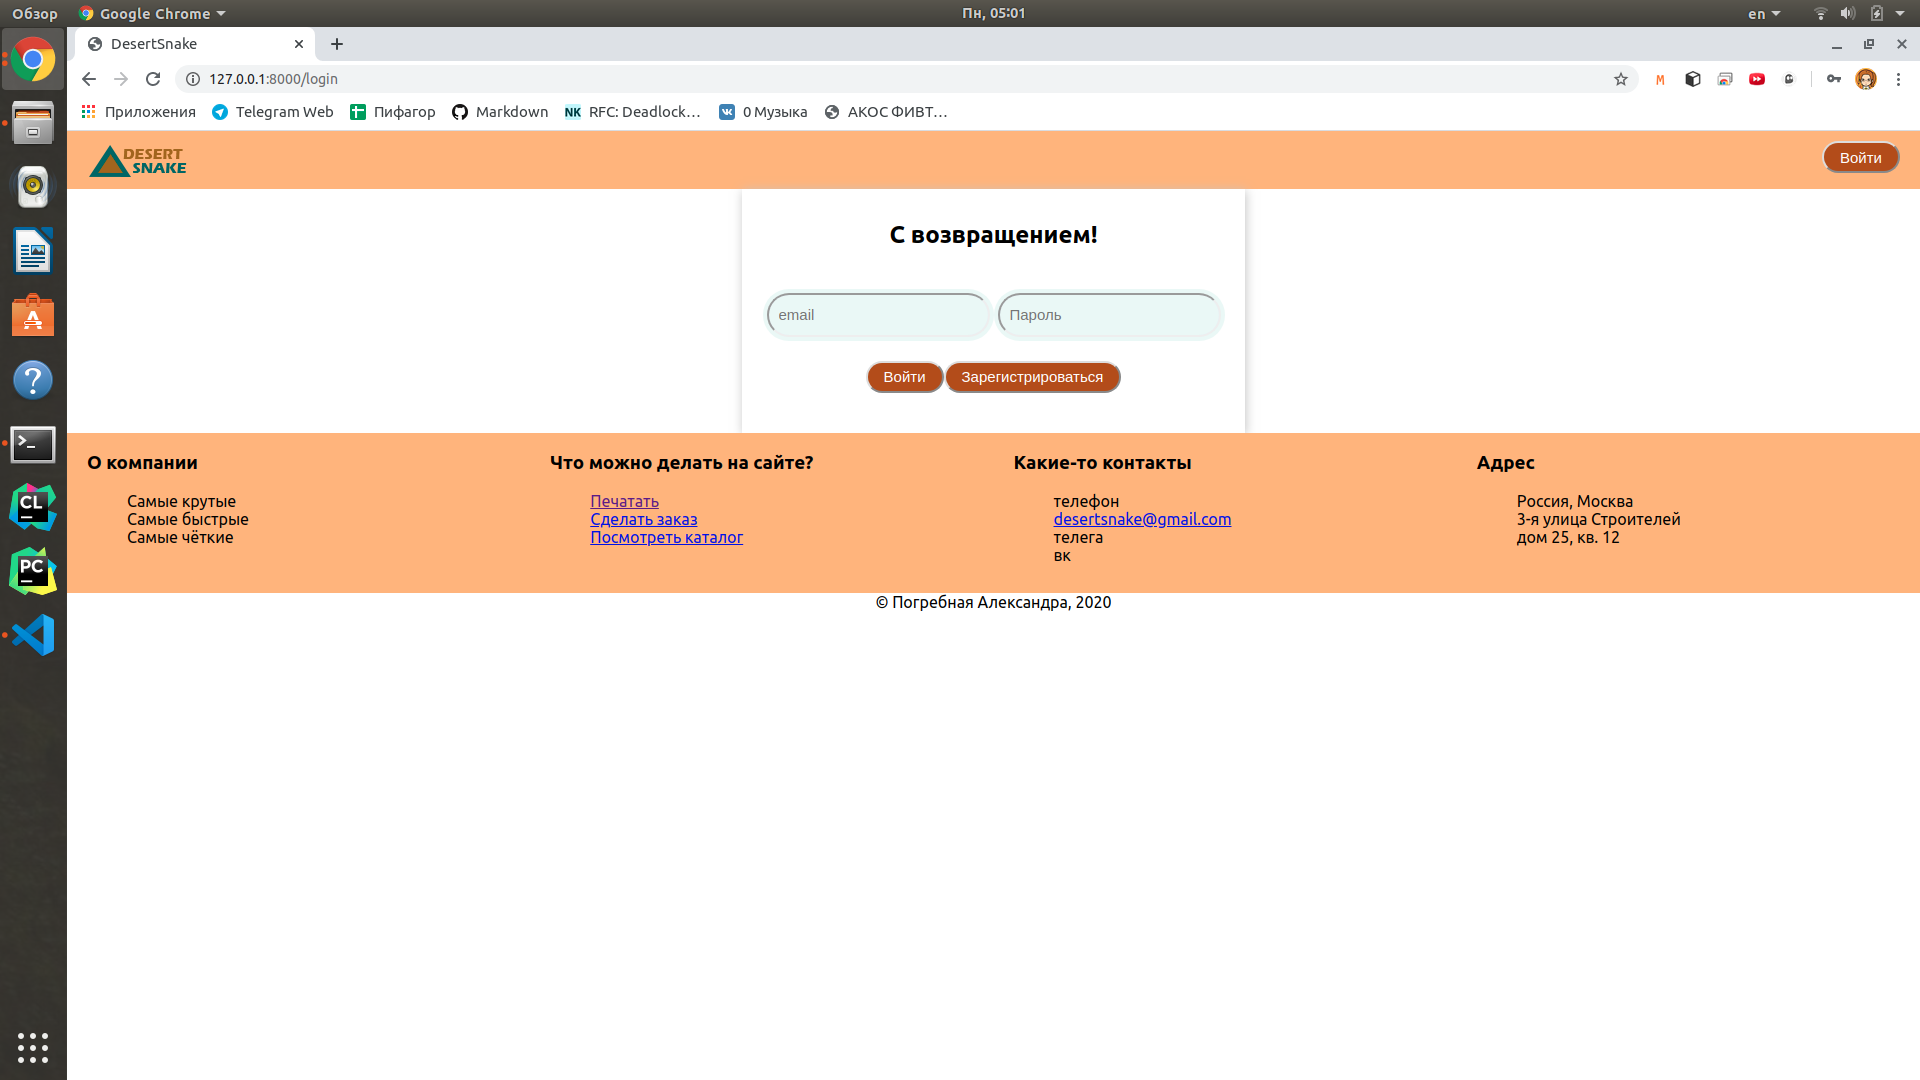 Обзор
Google Chrome
Пн, 05:01
en
DesertSnake
127.0.0.1:8000/login
M
Приложения
Telegram Web
Пифагор
Markdown
NK RFC: Deadlock…
0 Музыка
АКОС ФИВТ…
DESERT
SNAKE
Войти
С возвращением!
email
Пароль
Войти
Зарегистрироваться
О компании
Самые крутые
Самые быстрые
Самые чёткие
Что можно делать на сайте?
Печатать
Сделать заказ
Посмотреть каталог
Какие-то контакты
телефон
desertsnake@gmail.com
телега
вк
Адрес
Россия, Москва
3-я улица Строителей
дом 25, кв. 12
© Погребная Александра, 2020
CL
PC